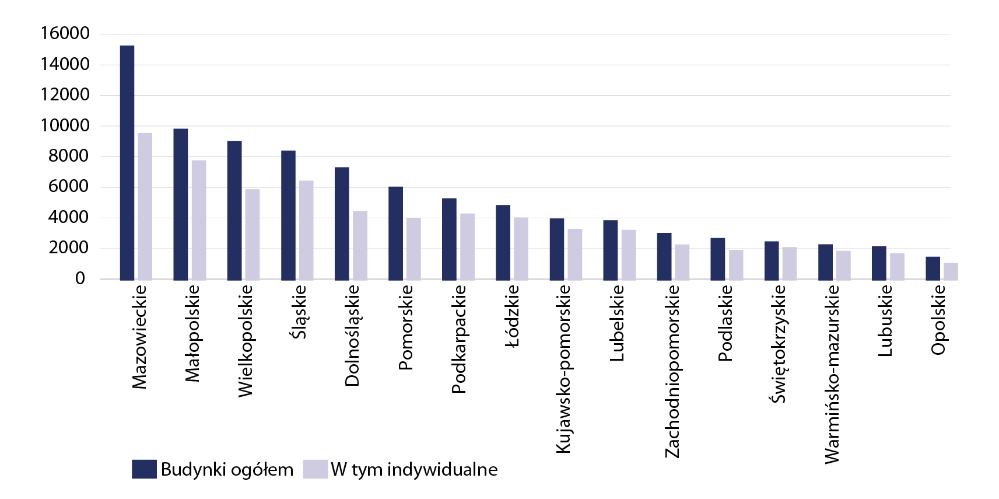 16000
14000
12000
10000
8000
6000
4000
2000
0
Mazowieckie
Małopolskie
Wielkopolskie
Śląskie
Dolnośląskie
Pomorskie
Podkarpackie
Łódzkie
Kujawsko-pomorskie
Lubelskie
Zachodniopomorskie
Podlaskie
Świętokrzyskie
Warmińsko-mazurskie
Lubuskie
Opolskie
Budynki ogółem
W tym indywidualne